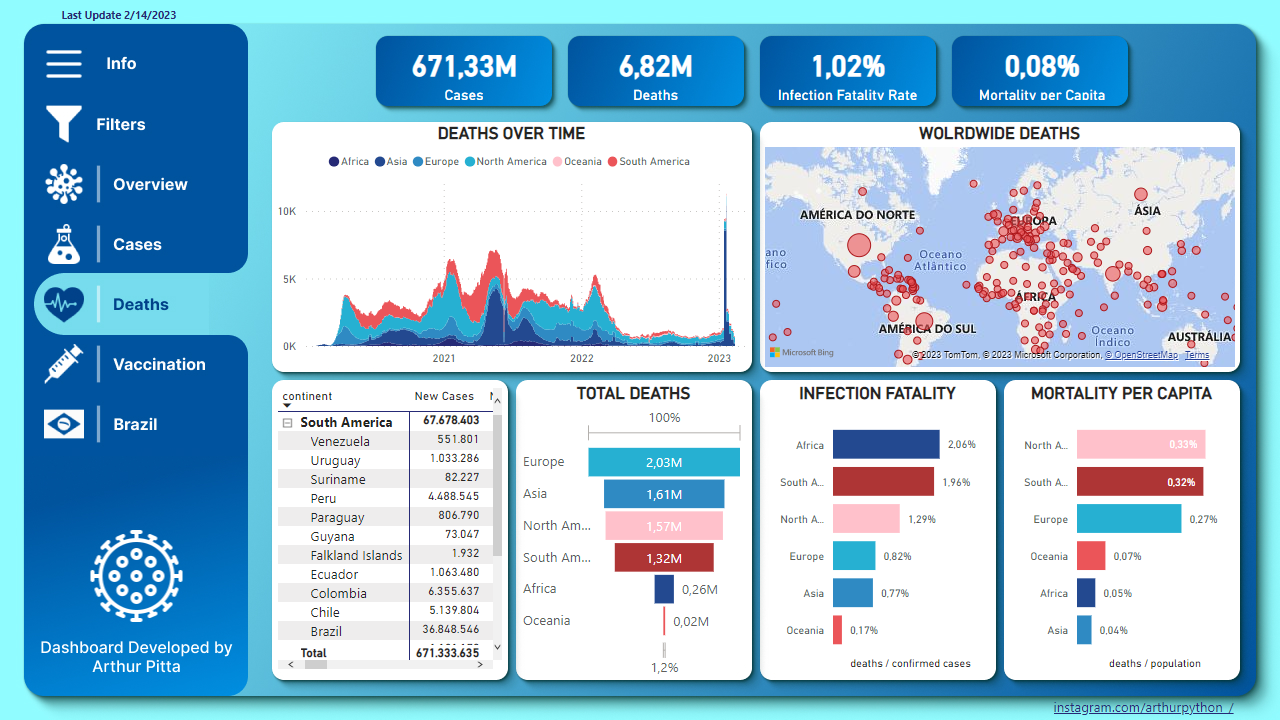 Last Update 2/14/2023
Info
Filters
Overview
Cases
Deaths
Vaccination
Brazil
Dashboard Developed by
Arthur Pitta
671,33M
Cases
6,82M
Deaths
1,02%
Infection Fatality Rate
0,08%
Mortality per Capita
DEATHS OVER TIME
Africa Asia Europe North America Oceania South America
10K
5K
0K
2021 2022 2023
WOLRDWIDE DEATHS
AMÉRICA DO NORTE
EUROPA
ÁSIA
ano
fico
Oceano
Atlântico
ÁFRICA
AMÉRICA DO SUL
Oceano
Índico
AUSTRÁLIA
Microsoft Bing
© 2023 TomTom, © 2023 Microsoft Corporation, © OpenStreetMap Terms
continent New Cases
South America 67.678.403
Venezuela 551.801
Uruguay 1.033.286
Suriname 82.227
Peru 4.488.545
Paraguay 806.790
Guyana 73.047
Falkland Islands 1.932
Ecuador 1.063.480
Colombia 6.355.637
Chile 5.139.804
Brazil 36.848.546
Total 671.333.635
TOTAL DEATHS
100%
Europe 2,03M
Asia 1,61M
North Am... 1,57M
South Am... 1,32M
Africa 0,26M
Oceania 0,02M
1,2%
INFECTION FATALITY
Africa 2,06%
South A... 1,96%
North A... 1,29%
Europe 0,82%
Asia 0,77%
Oceania 0,17%
deaths / confirmed cases
MORTALITY PER CAPITA
North A... 0,33%
South A... 0,32%
Europe 0,27%
Oceania 0,07%
Africa 0,05%
Asia 0,04%
deaths / population
instagram.com/arthurpython_/